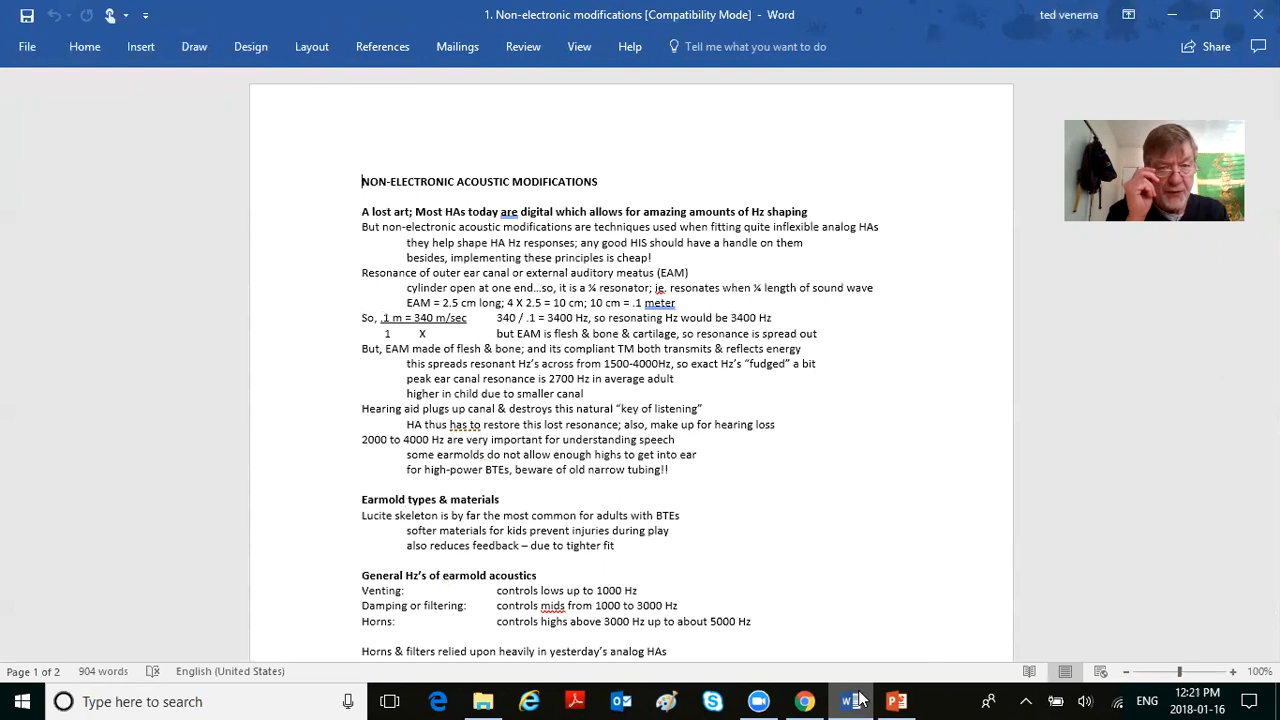 1. Non-electronic modifications [Compatibility Mode] - Word
ted venema
File Home Insert Draw Design Layout References Mailings Review View Help Tell me what you want to do Share
NON-ELECTRONIC ACOUSTIC MODIFICATIONS
A lost art; Most HAs today are digital which allows for amazing amounts of Hz shaping
But non-electronic acoustic modifications are techniques used when fitting quite inflexible analog HAs
they help shape HA Hz responses; any good HIS should have a handle on them
besides, implementing these principles is cheap!
Resonance of outer ear canal or external auditory meatus (EAM)
cylinder open at one end…so, it is a ¼ resonator; ie. resonates when ¼ length of sound wave
EAM = 2.5 cm long; 4 X 2.5 = 10 cm; 10 cm = .1 meter
So, .1 m = 340 m/sec 340 / .1 = 3400 Hz, so resonating Hz would be 3400 Hz
1 X but EAM is flesh & bone & cartilage, so resonance is spread out
But, EAM made of flesh & bone; and its compliant TM both transmits & reflects energy
this spreads resonant Hz's across from 1500-4000Hz, so exact Hz's “fudged” a bit
peak ear canal resonance is 2700 Hz in average adult
higher in child due to smaller canal
Hearing aid plugs up canal & destroys this natural “key of listening”
HA thus has to restore this lost resonance; also, make up for hearing loss
2000 to 4000 Hz are very important for understanding speech
some earmolds do not allow enough highs to get into ear
for high-power BTEs, beware of old narrow tubing!!
Earmold types & materials
Lucite skeleton is by far the most common for adults with BTEs
softer materials for kids prevent injuries during play
also reduces feedback – due to tighter fit
General Hz's of earmold acoustics
Venting: controls lows up to 1000 Hz
Damping or filtering: controls mids from 1000 to 3000 Hz
Horns: controls highs above 3000 Hz up to about 5000 Hz
Horns & filters relied upon heavily in yesterday's analog HAs
Page 1 of 2 904 words English (United States) 100%
Type here to search
ENG
12:21 PM
2018-01-16